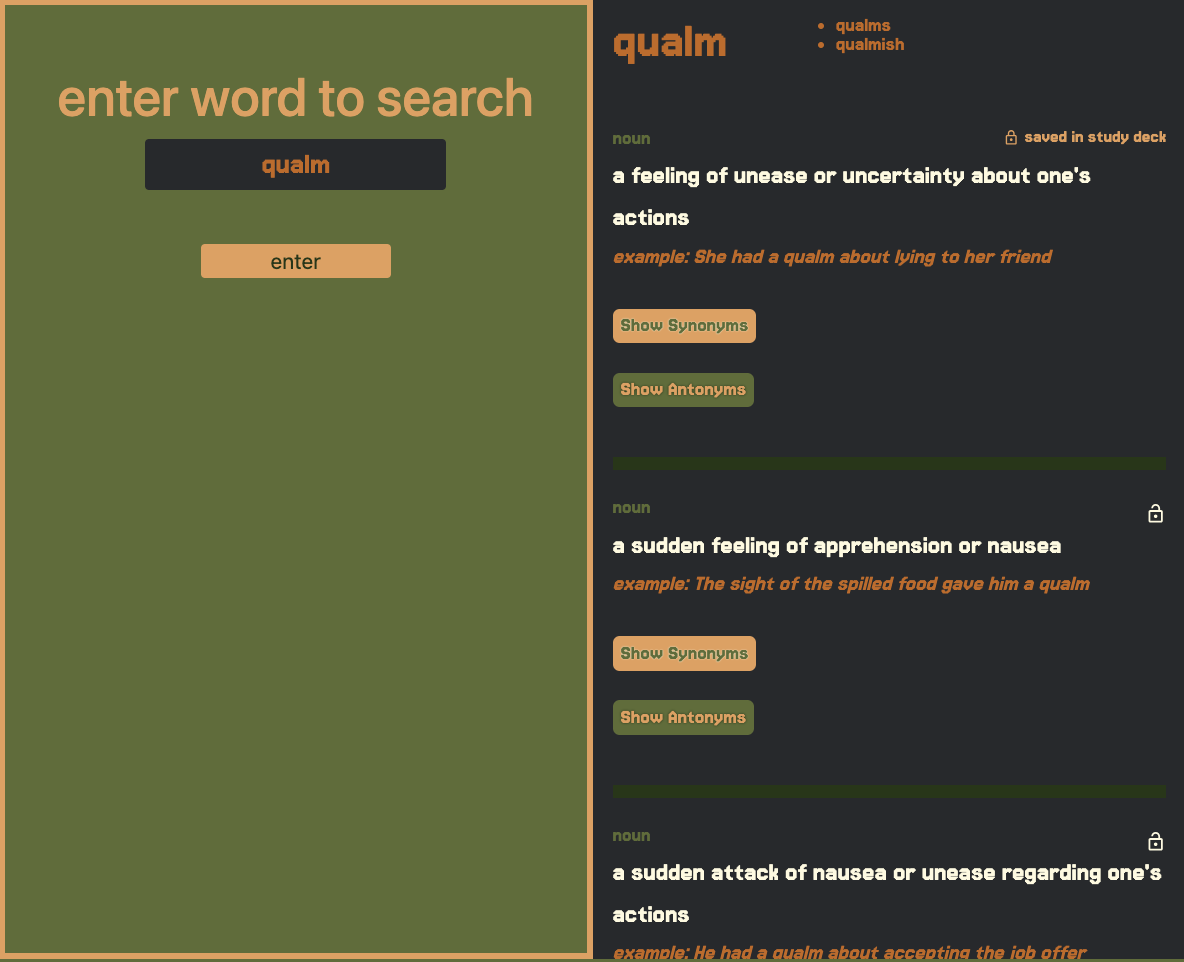 enter word to search
qualm
enter
qualm
qualms
qualmish
noun
saved in study deck
a feeling of unease or uncertainty about one's
actions
example: She had a qualm about lying to her friend
Show Synonyms
Show Antonyms
noun
a sudden feeling of apprehension or nausea
example: The sight of the spilled food gave him a qualm
Show Synonyms
Show Antonyms
noun
a sudden attack of nausea or unease regarding one's
actions
example: He had a qualm about accepting the job offer